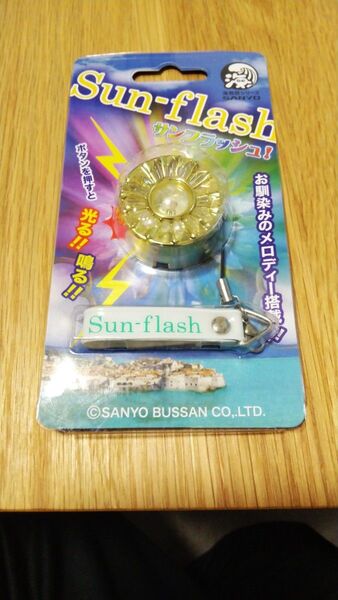 SANYO
Sun-flash
サンフラッシュ!
ボタンを押すと
光る!! 鳴る!!
お馴染みのメロディー搭載!!
Sun-flash
©SANYO BUSSAN CO.,LTD.